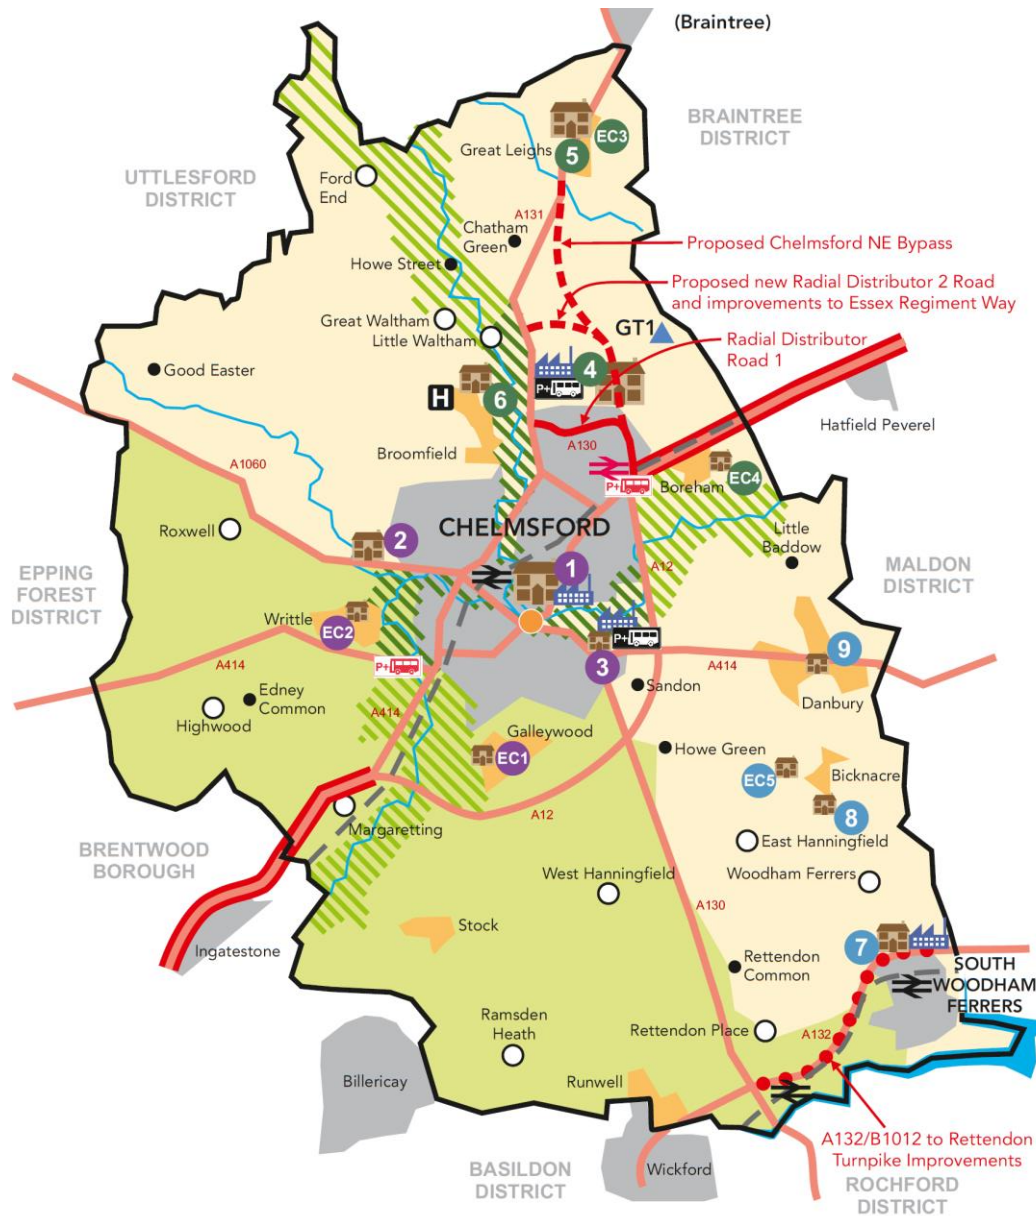 (Braintree)
BRAINTREE
DISTRICT
EC3
Great Leighs
5
UTTLESFORD
DISTRICT
Ford
End
A131
Chatham
Green
Proposed Chelmsford NE Bypass
Howe Street
Proposed new Radial Distributor 2 Road
and improvements to Essex Regiment Way
Great Waltham
Little Waltham
GT1
Radial Distributor
Road 1
Good Easter
4
P+
H
6
Hatfield Peverel
Broomfield
A130
A1060
P+
Boreham
EC4
Roxwell
2
CHELMSFORD
Little
Baddow
EPPING
FOREST
DISTRICT
1
A12
MALDON
DISTRICT
Writtle
EC2
P+
P+
3
9
A414
A414
Sandon
Danbury
Edney
Common
Highwood
A414
Galleywood
EC1
Howe Green
EC5
Bicknacre
8
Margaretting
A12
East Hanningfield
BRENTWOOD
BOROUGH
West Hanningfield
Woodham Ferrers
A130
Stock
Ingatestone
7
Rettendon
Common
SOUTH
WOODHAM
FERRERS
Ramsden
Heath
Rettendon Place
A132
Billericay
Runwell
A132/B1012 to Rettendon
Turnpike Improvements
BASILDON
DISTRICT
Wickford
ROCHFORD
DISTRICT